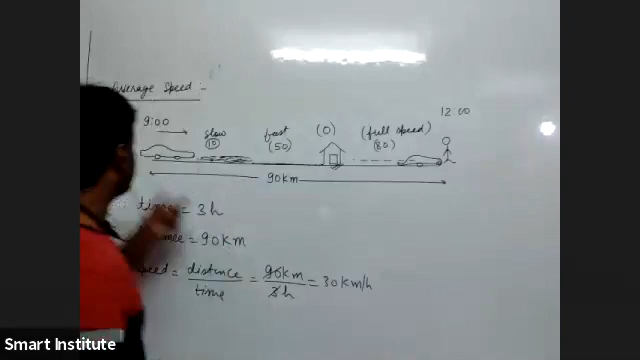 Average Speed :-
12:00
9:00
slow
(10)
fast
(50)
(0)
(full speed)
(80)
90km
time = 3h
= 90km
= distance / time = 90km / 3h = 30km/h
Smart Institute